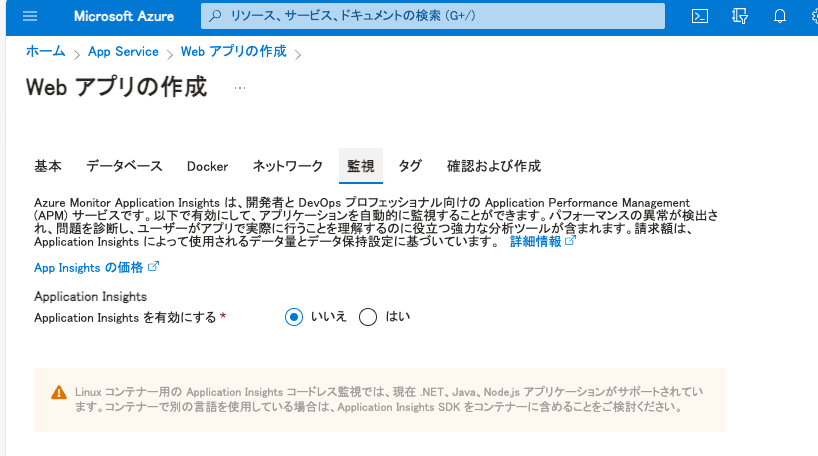 Microsoft Azure
リソース、サービス、ドキュメントの検索 (G+/)
ホーム > App Service > Web アプリの作成 >
Web アプリの作成 ...
基本 データベース Docker ネットワーク 監視 タグ 確認および作成
Azure Monitor Application Insights は、開発者と DevOps プロフェッショナル向けの Application Performance Management
(APM) サービスです。以下で有効にして、アプリケーションを自動的に監視することができます。パフォーマンスの異常が検出さ
れ、問題を診断し、ユーザーがアプリで実際に行うことを理解するのに役立つ強力な分析ツールが含まれます。請求額は、
Application Insights によって使用されるデータ量とデータ保持設定に基づいています。 詳細情報
App Insights の価格
Application Insights
Application Insights を有効にする *
いいえ はい
Linux コンテナー用の Application Insights コードレス監視では、現在 .NET、Java、Node.js アプリケーションがサポートされてい
ます。コンテナーで別の言語を使用している場合は、Application Insights SDK をコンテナーに含めることをご検討ください。